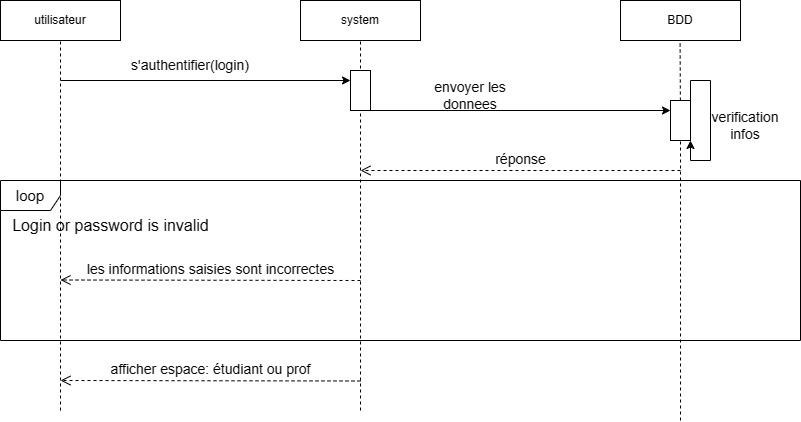 utilisateur
system
BDD
s'authentifier(login)
envoyer les
donnees
verification
infos
réponse
loop
Login or password is invalid
les informations saisies sont incorrectes
afficher espace: étudiant ou prof